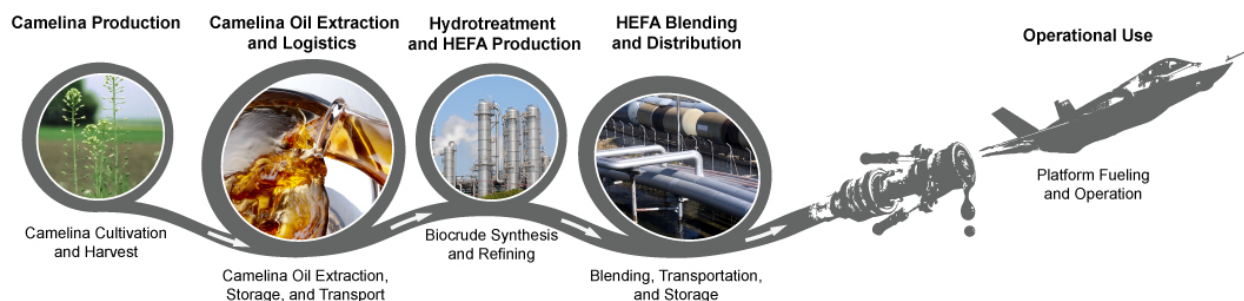 Camelina Production
Camelina Oil Extraction
and Logistics
Hydrotreatment
and HEFA Production
HEFA Blending
and Distribution
Operational Use
Camelina Cultivation
and Harvest
Camelina Oil Extraction,
Storage, and Transport
Biocrude Synthesis
and Refining
Blending, Transportation,
and Storage
Platform Fueling
and Operation